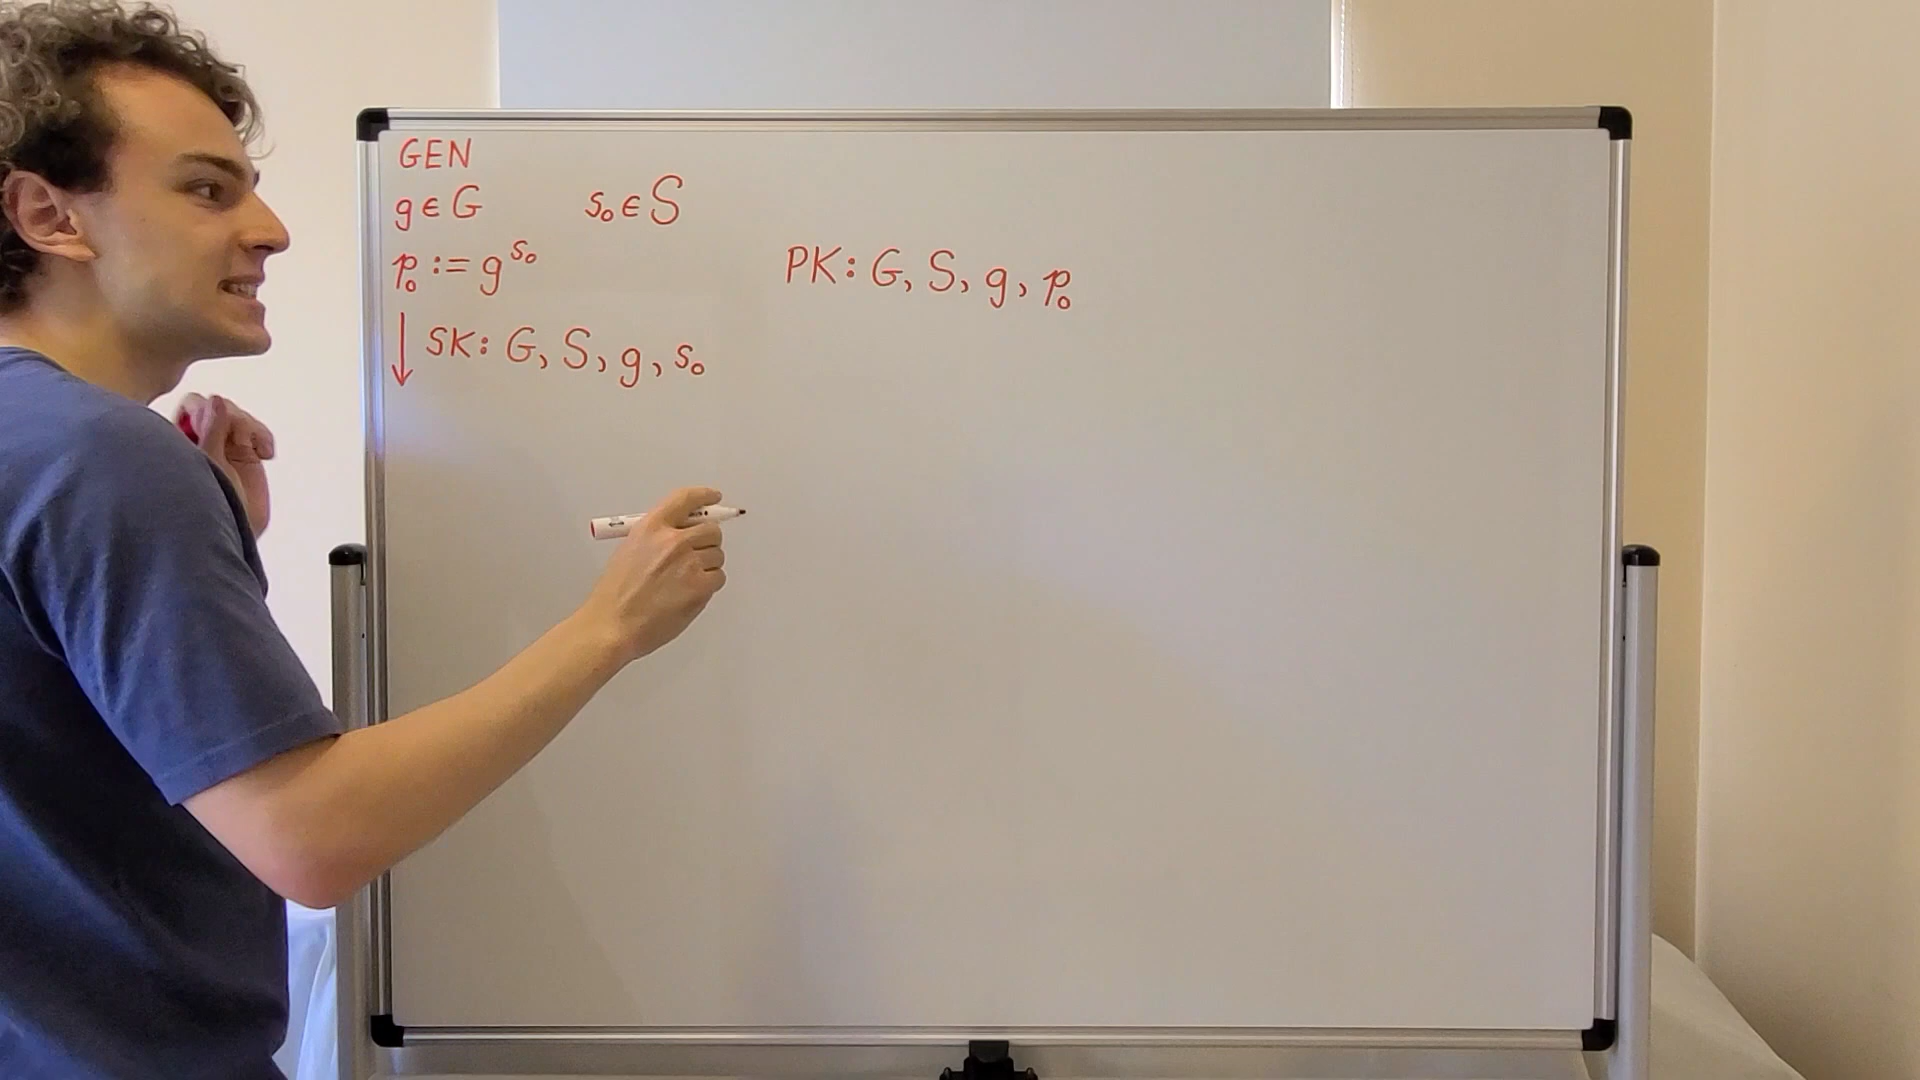 GEN
g ∈ G s₀ ∈ S
p₀ := g^s₀
PK: G, S, g, p₀
↓ SK: G, S, g, s₀